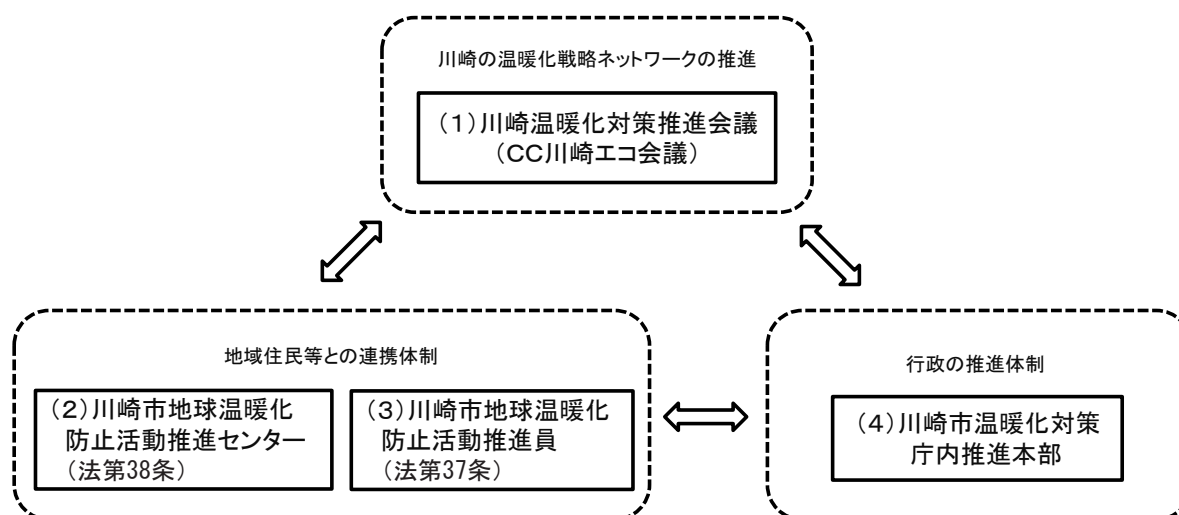 川崎の温暖化戦略ネットワークの推進
（１）川崎温暖化対策推進会議
（ＣＣ川崎エコ会議）
地域住民等との連携体制
（２）川崎市地球温暖化
防止活動推進センター
（法第38条）
（３）川崎市地球温暖化
防止活動推進員
（法第37条）
行政の推進体制
（４）川崎市温暖化対策
庁内推進本部